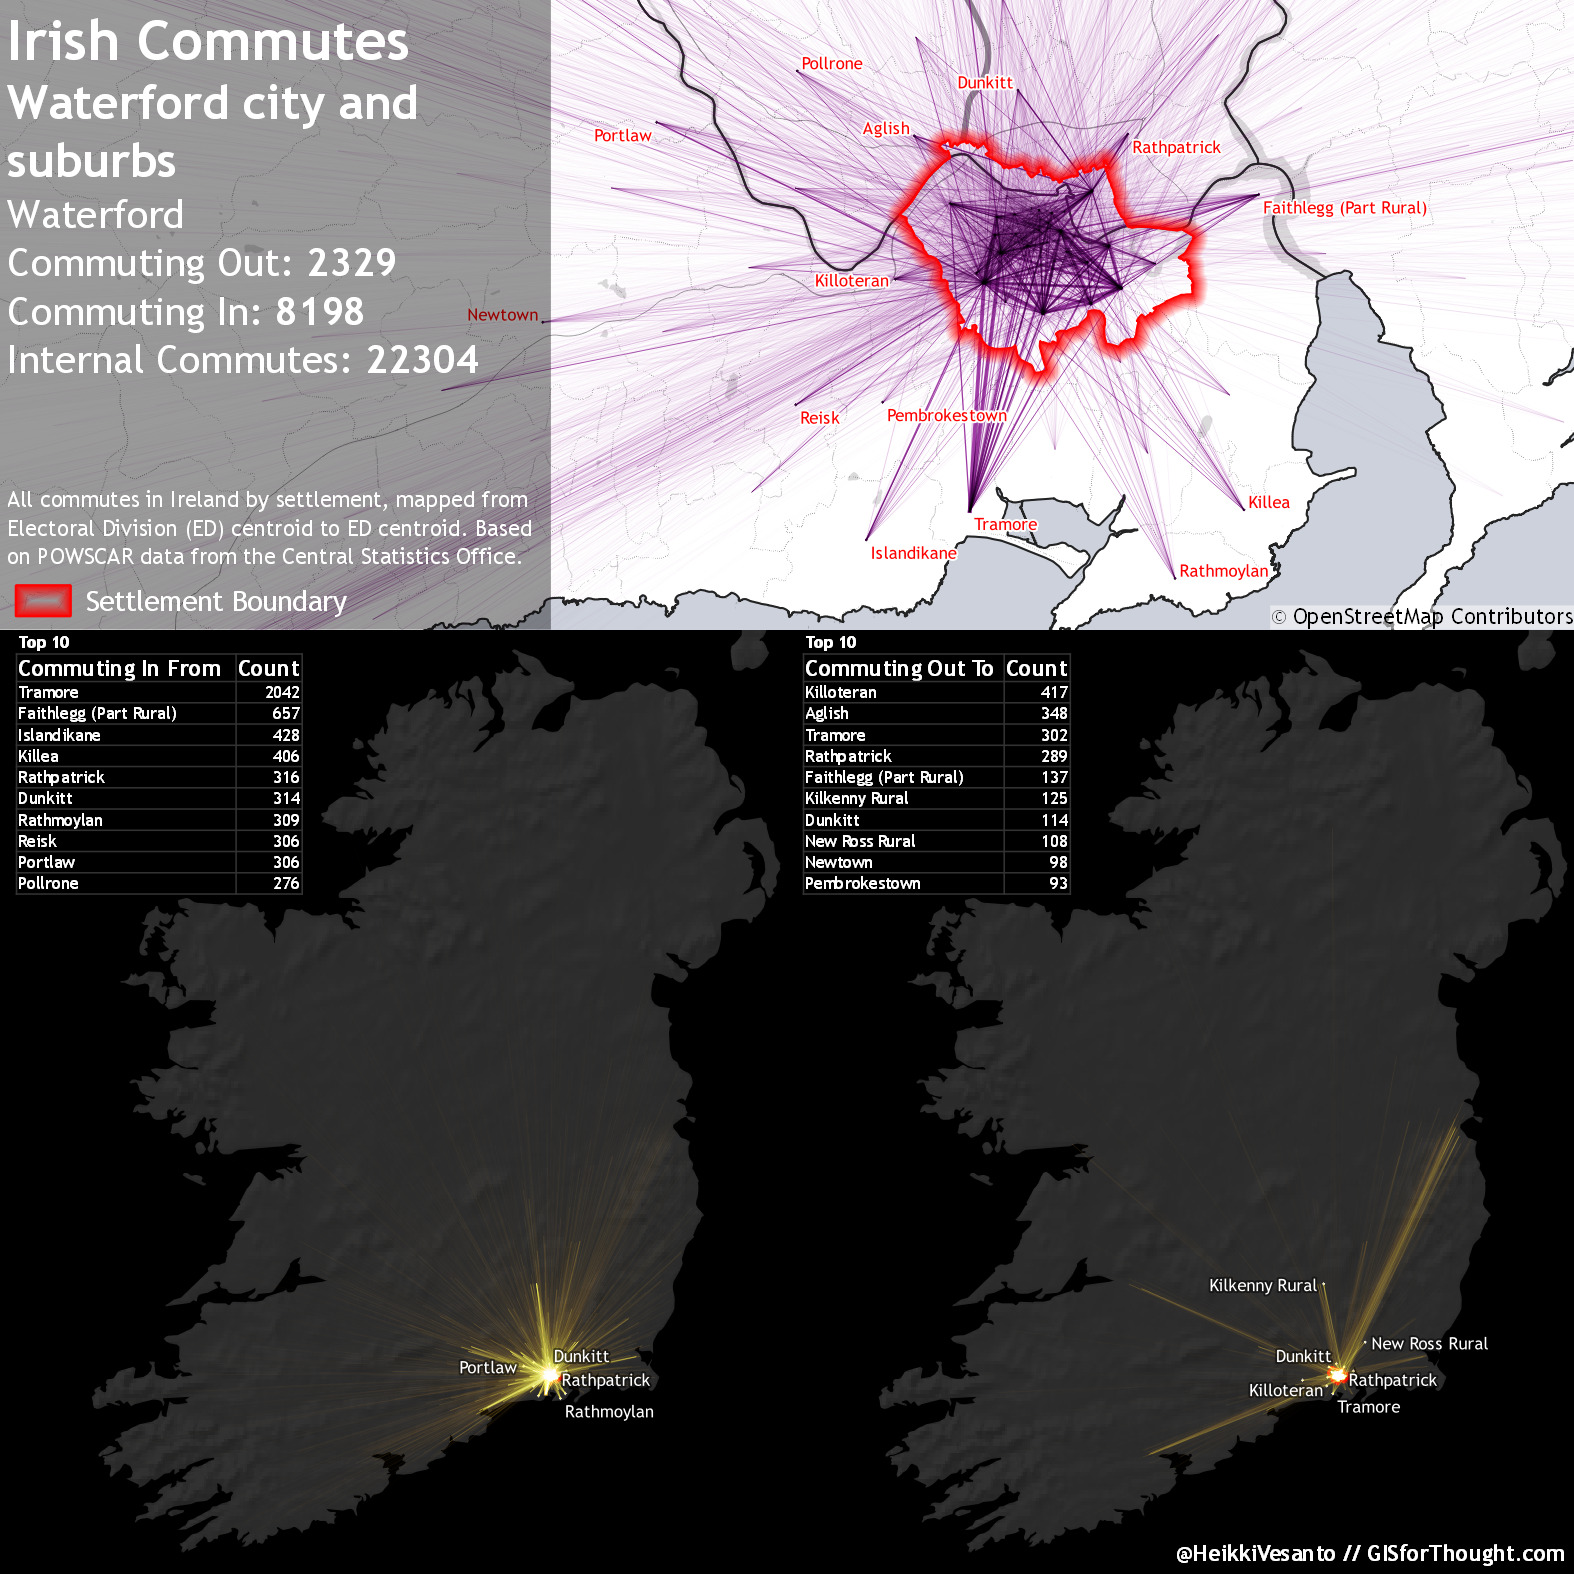 Irish Commutes
Waterford city and
suburbs
Waterford
Commuting Out: 2329
Commuting In: 8198
Internal Commutes: 22304
All commutes in Ireland by settlement, mapped from
Electoral Division (ED) centroid to ED centroid. Based
on POWSCAR data from the Central Statistics Office.
Settlement Boundary
Pollrone
Dunkitt
Portlaw
Aglish
Rathpatrick
Faithlegg (Part Rural)
Killoteran
Newtown
Reisk
Pembrokestown
Killea
Tramore
Islandikane
Rathmoylan
© OpenStreetMap Contributors
Top 10
Commuting In From Count
Tramore 2042
Faithlegg (Part Rural) 657
Islandikane 428
Killea 406
Rathpatrick 316
Dunkitt 314
Rathmoylan 309
Reisk 306
Portlaw 306
Pollrone 276
Dunkitt
Portlaw
Rathpatrick
Rathmoylan
Top 10
Commuting Out To Count
Killoteran 417
Aglish 348
Tramore 302
Rathpatrick 289
Faithlegg (Part Rural) 137
Kilkenny Rural 125
Dunkitt 114
New Ross Rural 108
Newtown 98
Pembrokestown 93
Kilkenny Rural
New Ross Rural
Dunkitt
Rathpatrick
Killoteran
Tramore
@HeikkiVesanto // GISforThought.com